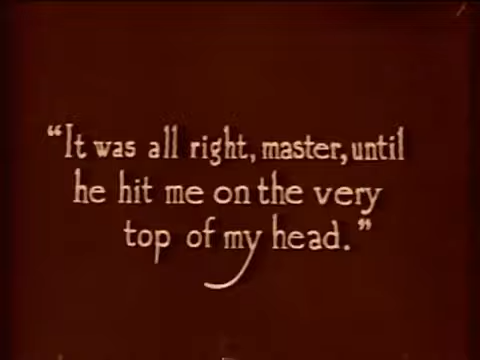 “It was all right, master, until
he hit me on the very
top of my head.”